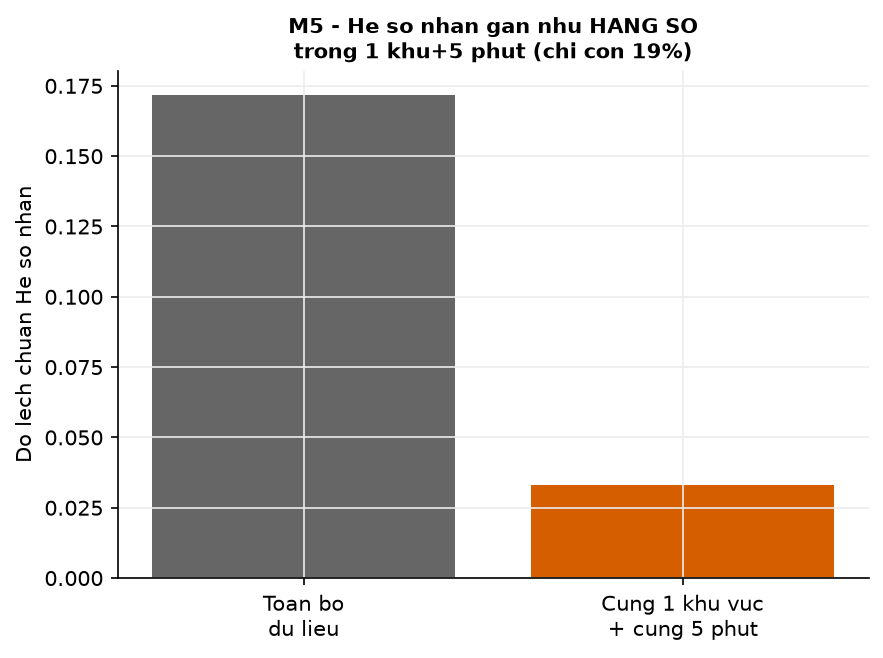 M5 - He so nhan gan nhu HANG SO
trong 1 khu+5 phut (chi con 19%)
Do lech chuan He so nhan
0.175
0.150
0.125
0.100
0.075
0.050
0.025
0.000
Toan bo
du lieu
Cung 1 khu vuc
+ cung 5 phut